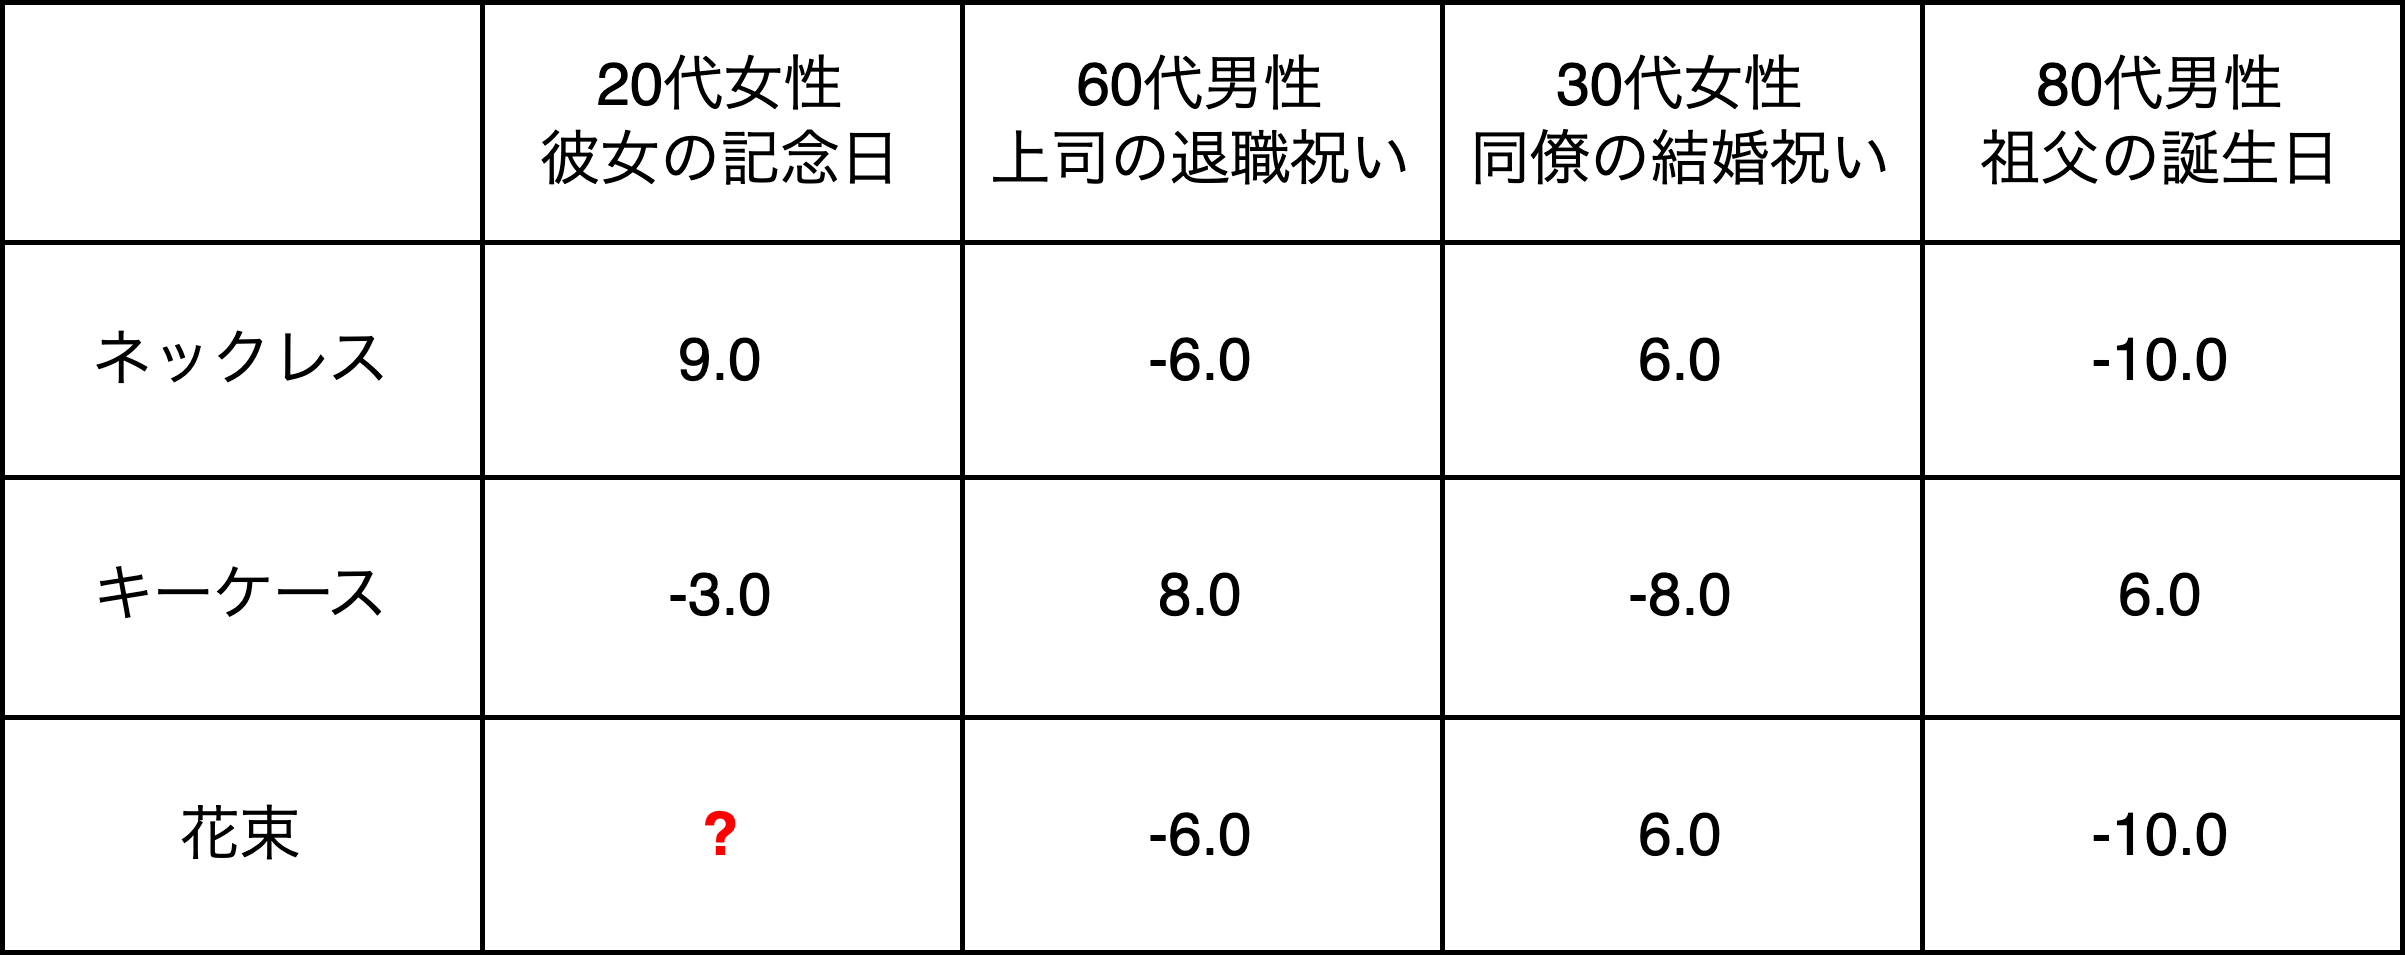 20代女性
彼女の記念日
60代男性
上司の退職祝い
30代女性
同僚の結婚祝い
80代男性
祖父の誕生日
ネックレス
9.0
-6.0
6.0
-10.0
キーケース
-3.0
8.0
-8.0
6.0
花束
?
-6.0
6.0
-10.0